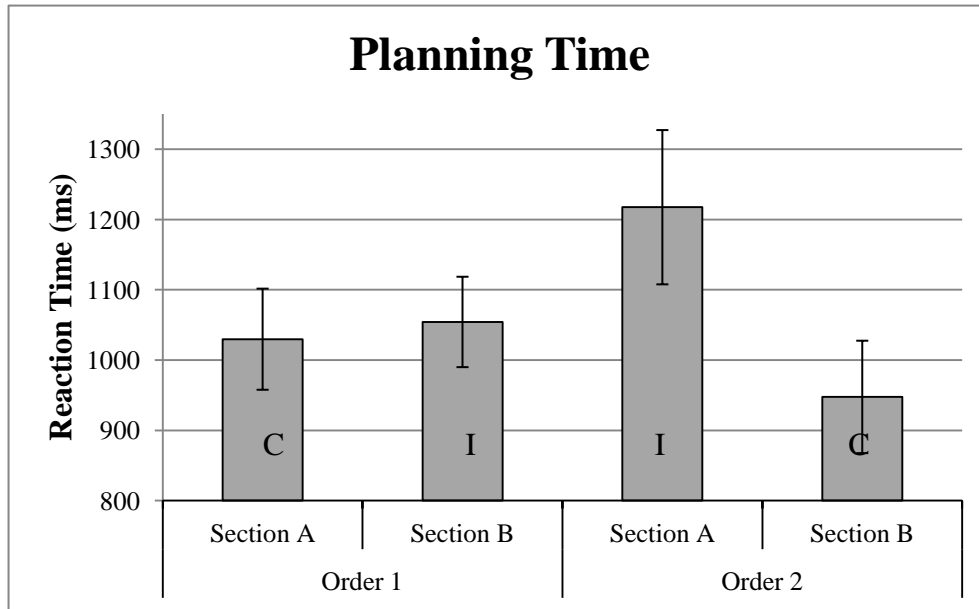 Planning Time
Reaction Time (ms)
1300
1200
1100
1000
900
800
C I I C
Section A Section B Section A Section B
Order 1 Order 2